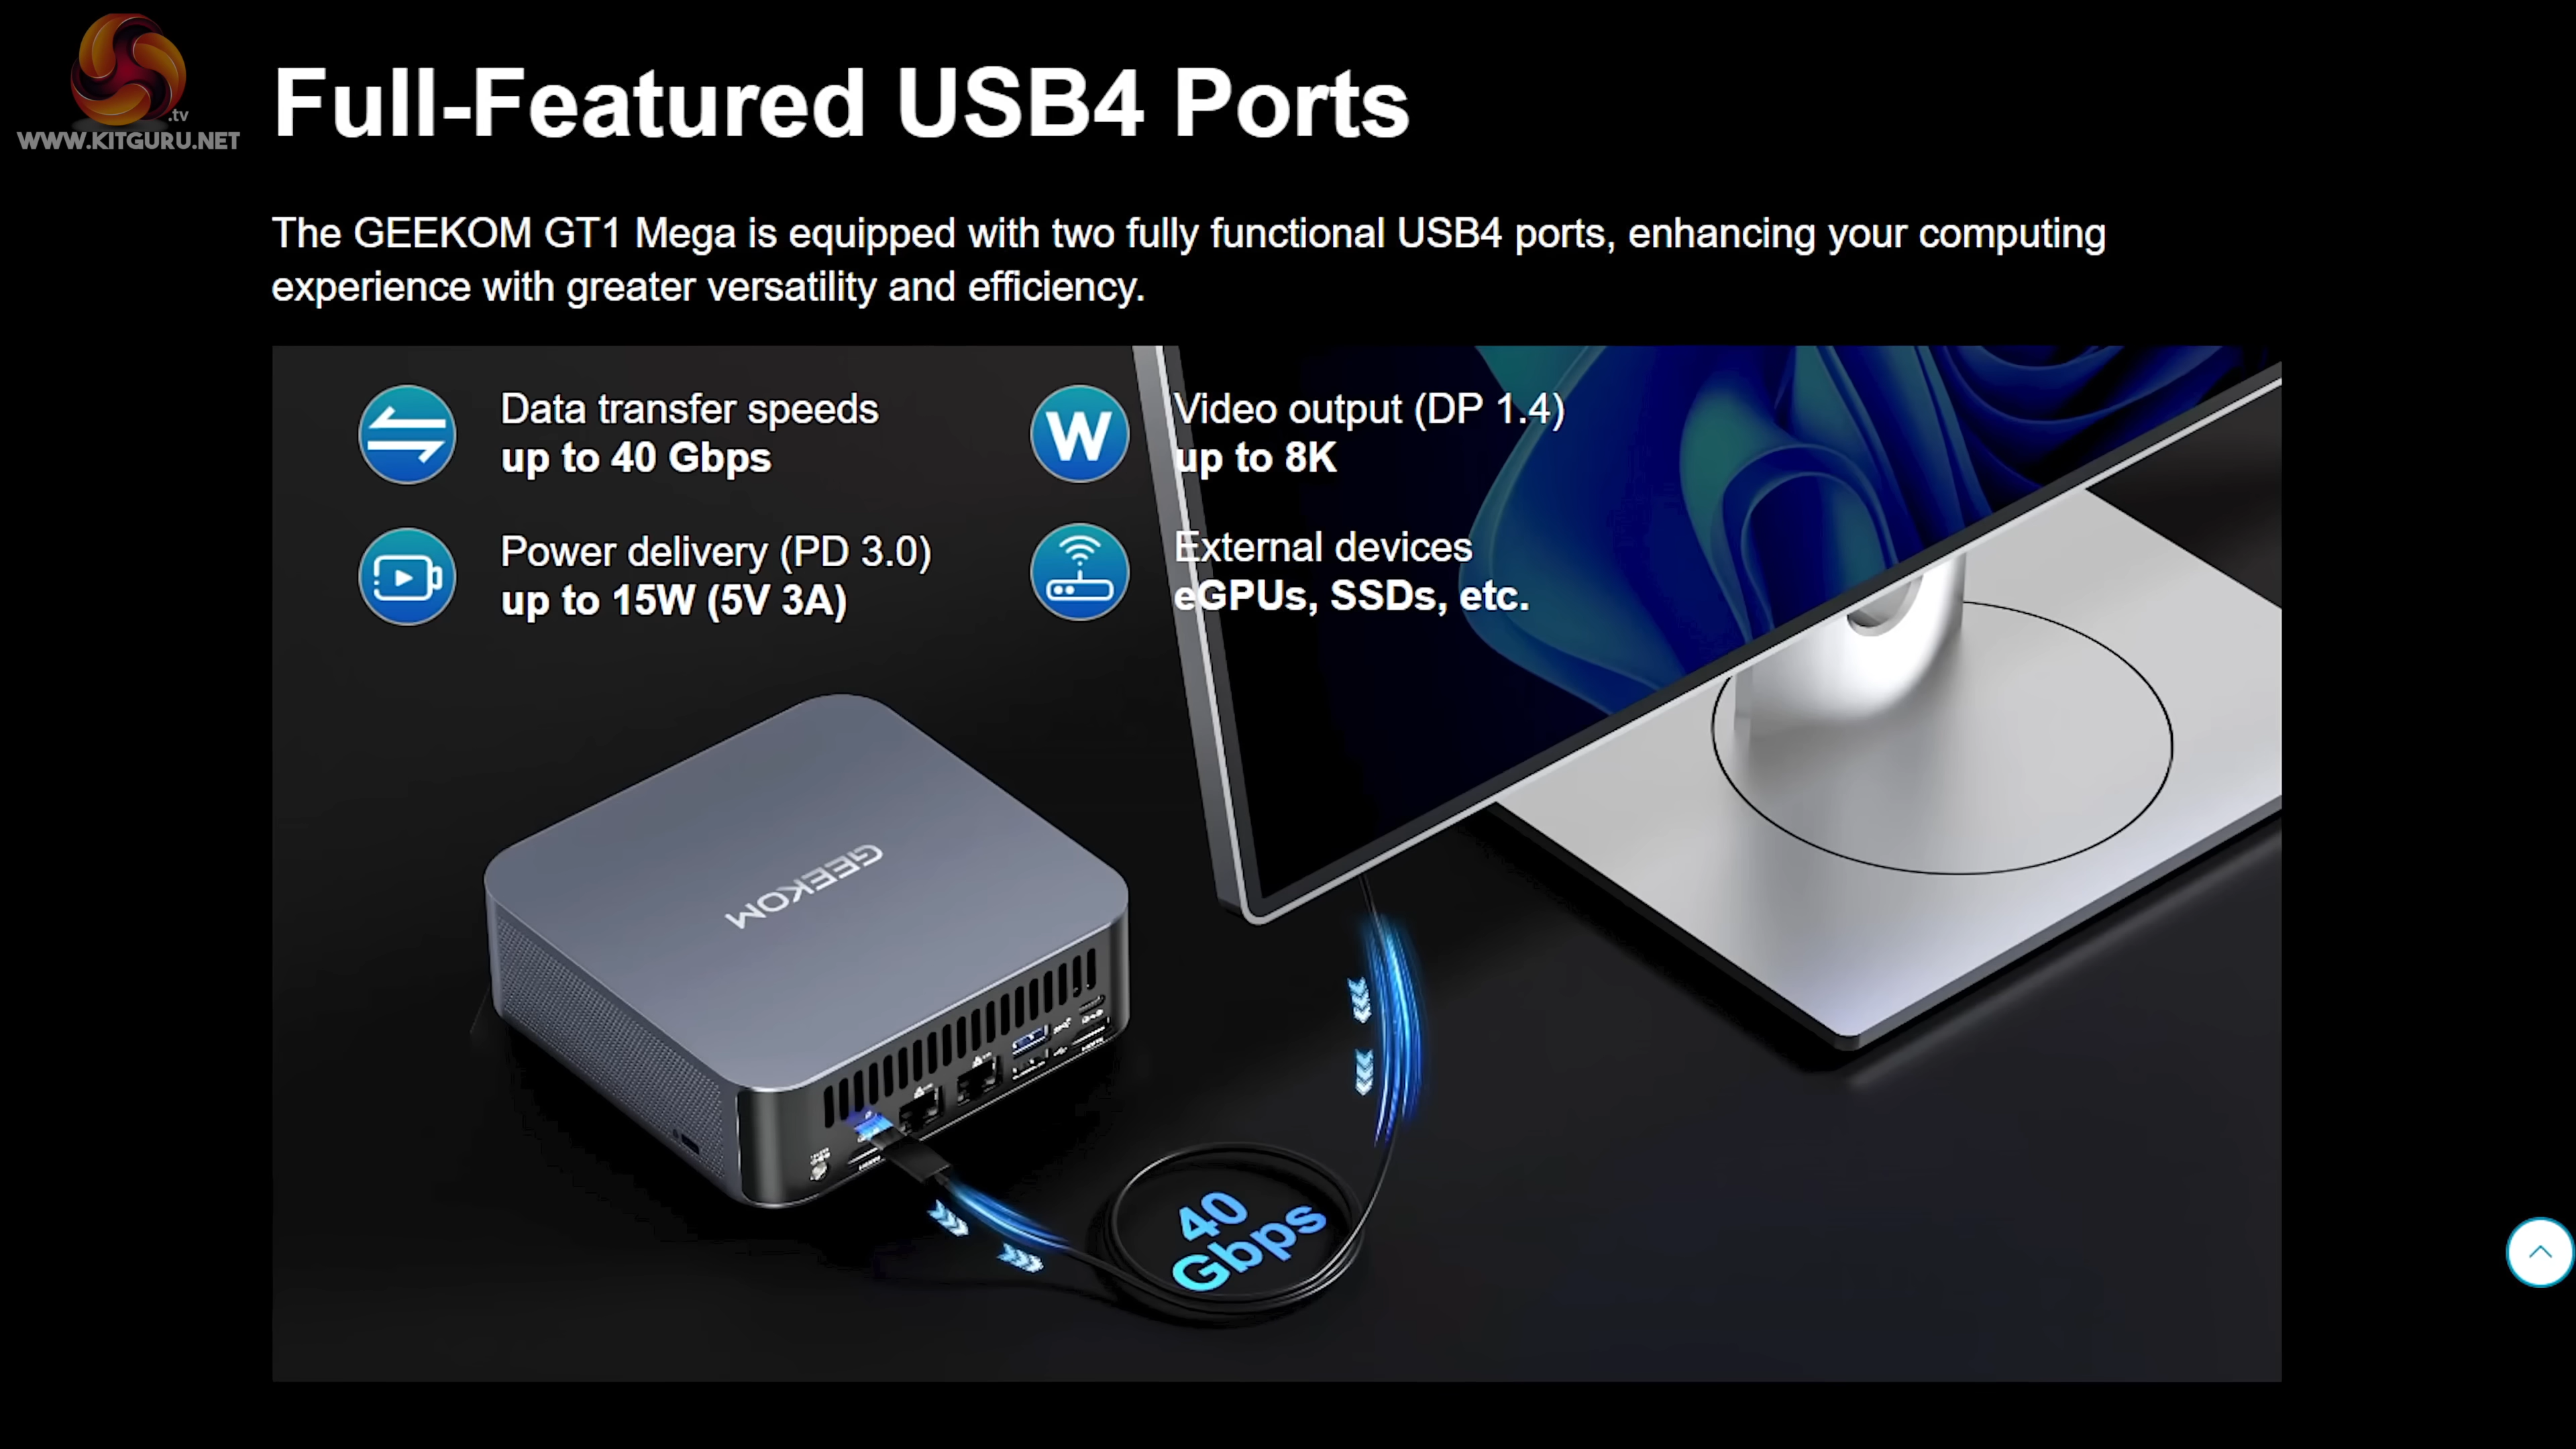 .tv
WWW.KITGURU.NET
Full-Featured USB4 Ports
The GEEKOM GT1 Mega is equipped with two fully functional USB4 ports, enhancing your computing
experience with greater versatility and efficiency.
Data transfer speeds
up to 40 Gbps
W
Video output (DP 1.4)
up to 8K
Power delivery (PD 3.0)
up to 15W (5V 3A)
External devices
eGPUs, SSDs, etc.
GEEKOM
40
Gbps